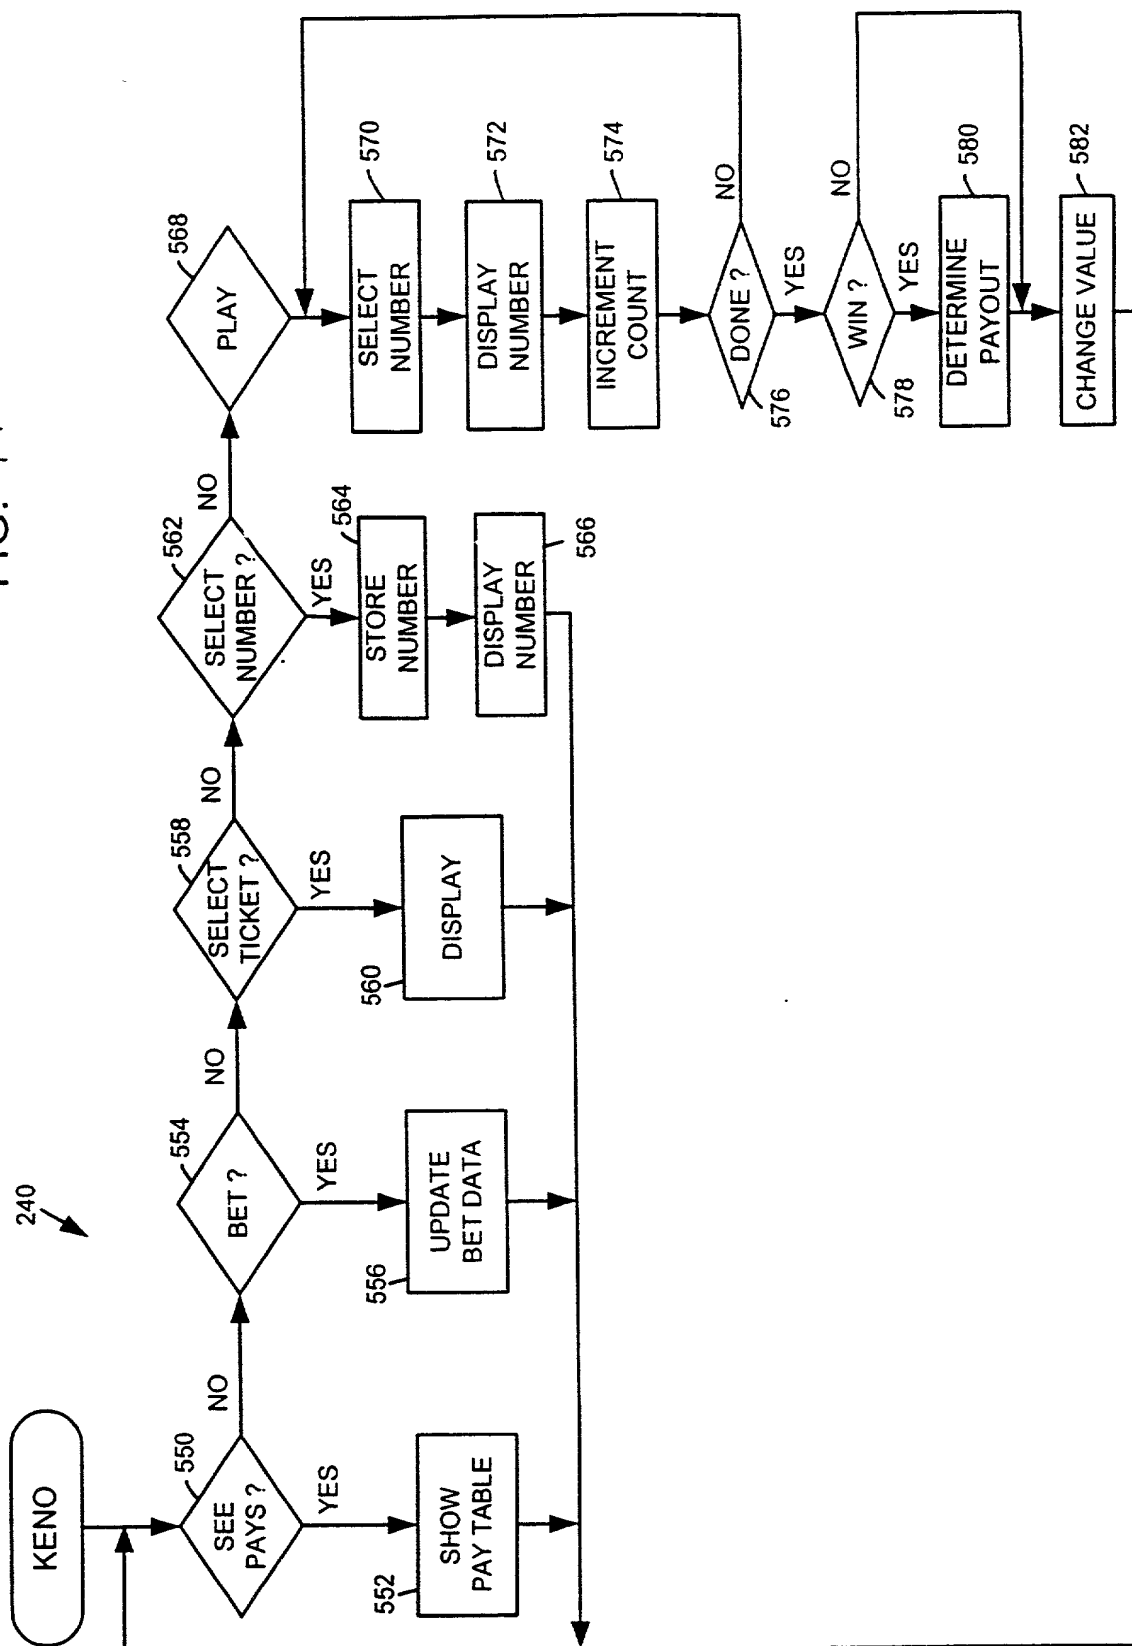 240
KENO
SEE
PAYS ?
550
NO
YES
SHOW
PAY TABLE
552
BET ?
554
NO
YES
UPDATE
BET DATA
556
SELECT
TICKET ?
558
NO
YES
DISPLAY
560
SELECT
NUMBER ?
562
NO
YES
STORE
NUMBER
564
DISPLAY
NUMBER
566
PLAY
568
SELECT
NUMBER
570
DISPLAY
NUMBER
572
INCREMENT
COUNT
574
DONE ?
576
NO
YES
WIN ?
578
NO
YES
DETERMINE
PAYOUT
580
CHANGE VALUE
582